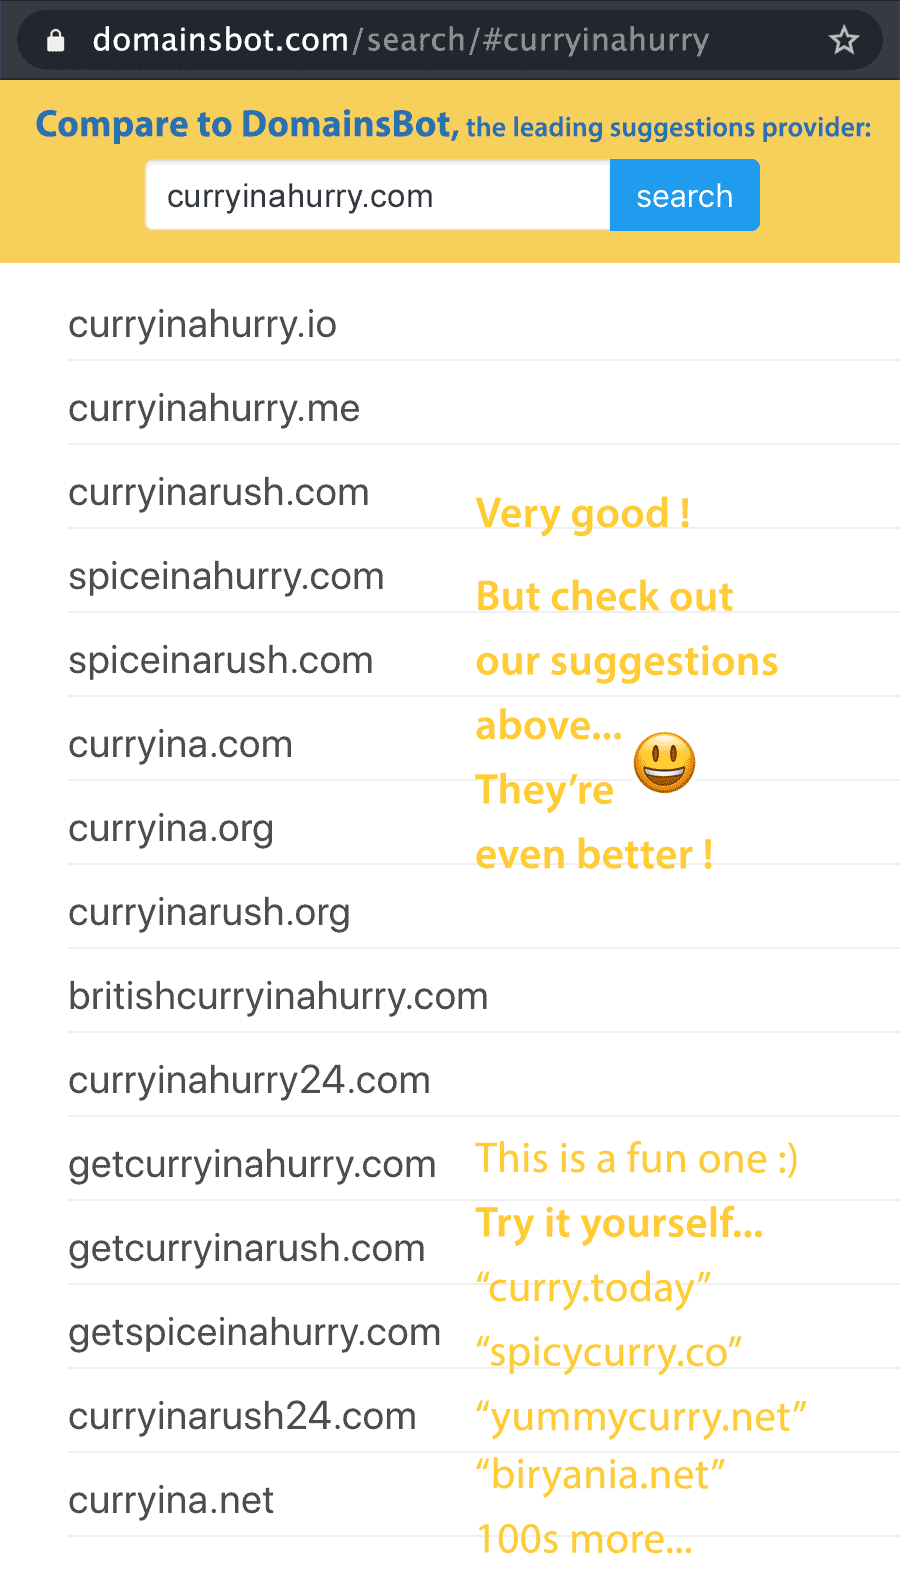 domainsbot.com/search/#curryinahurry
Compare to DomainsBot, the leading suggestions provider:
curryinahurry.com
search
curryinahurry.io
curryinahurry.me
curryinarush.com
Very good !
spiceinahurry.com
But check out
spiceinarush.com
our suggestions
above...
curryina.com
They’re
curryina.org
even better !
curryinarush.org
britishcurryinahurry.com
curryinahurry24.com
getcurryinahurry.com
This is a fun one :)
Try it yourself...
getcurryinarush.com
“curry.today”
getspiceinahurry.com
“spicycurry.co”
curryinarush24.com
“yummycurry.net”
“biryania.net”
curryina.net
100s more...